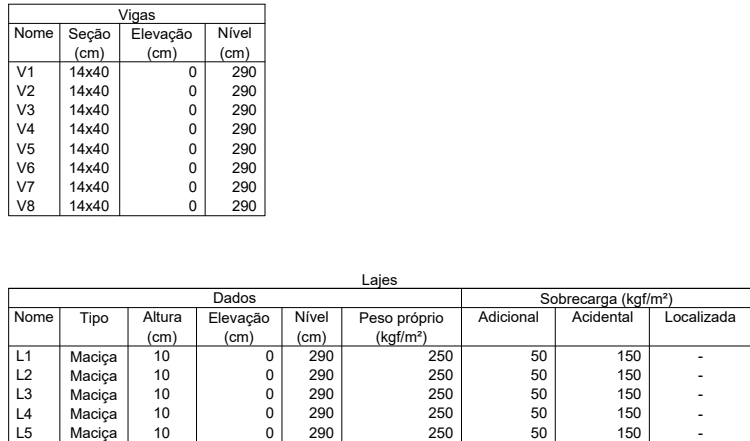 Vigas
Nome Seção Elevação Nível
(cm) (cm) (cm)
V1 14x40 0 290
V2 14x40 0 290
V3 14x40 0 290
V4 14x40 0 290
V5 14x40 0 290
V6 14x40 0 290
V7 14x40 0 290
V8 14x40 0 290
Lajes
Dados Sobrecarga (kgf/m²)
Nome Tipo Altura Elevação Nível Peso próprio Adicional Acidental Localizada
(cm) (cm) (cm) (kgf/m²)
L1 Maciça 10 0 290 250 50 150 -
L2 Maciça 10 0 290 250 50 150 -
L3 Maciça 10 0 290 250 50 150 -
L4 Maciça 10 0 290 250 50 150 -
L5 Maciça 10 0 290 250 50 150 -